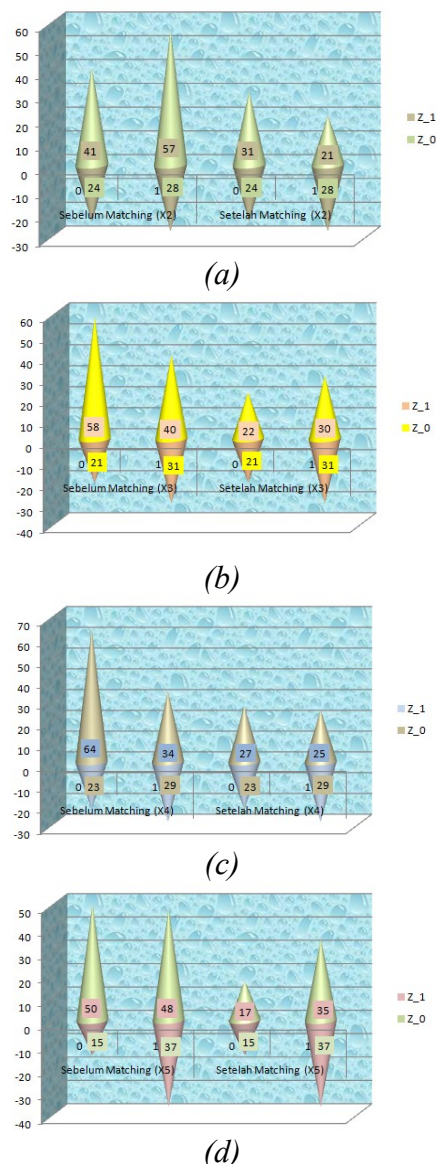 60
50
40
30
20
10
0
-10
-20
-30
41 57 31 21
0 24 1 28 0 24 1 28
Sebelum Matching (X2) Setelah Matching (X2)
Z_1
Z_0
(a)
60
50
40
30
20
10
0
-10
-20
-30
-40
58 40 22 30
0 21 1 31 0 21 1 31
Sebelum Matching (X3) Setelah Matching (X3)
Z_1
Z_0
(b)
70
60
50
40
30
20
10
0
-10
-20
-30
64 34 27 25
0 23 1 29 0 23 1 29
Sebelum Matching (X4) Setelah Matching (X4)
Z_1
Z_0
(c)
50
40
30
20
10
0
-10
-20
-30
-40
50 48 17 35
0 15 1 37 0 15 1 37
Sebelum Matching (X5) Setelah Matching (X5)
Z_1
Z_0
(d)